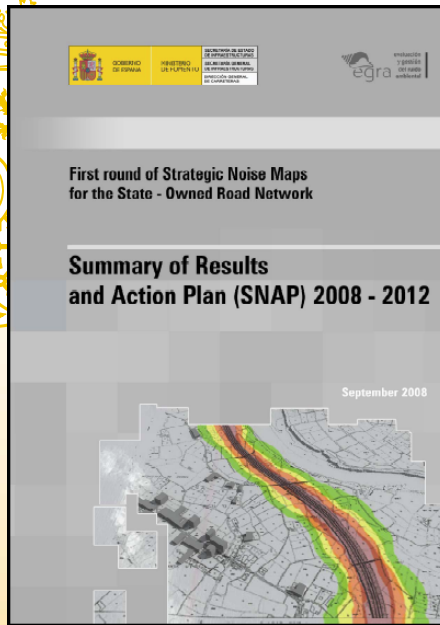 GOBIERNO
DE ESPAÑA
MINISTERIO
DE FOMENTO
SECRETARÍA DE ESTADO
DE INFRAESTRUCTURAS
SECRETARÍA GENERAL
DE INFRAESTRUCTURAS
DIRECCIÓN GENERAL
DE CARRETERAS
egra
evaluación
y gestión
del ruido
ambiental
First round of Strategic Noise Maps
for the State - Owned Road Network
Summary of Results
and Action Plan (SNAP) 2008 - 2012
September 2008